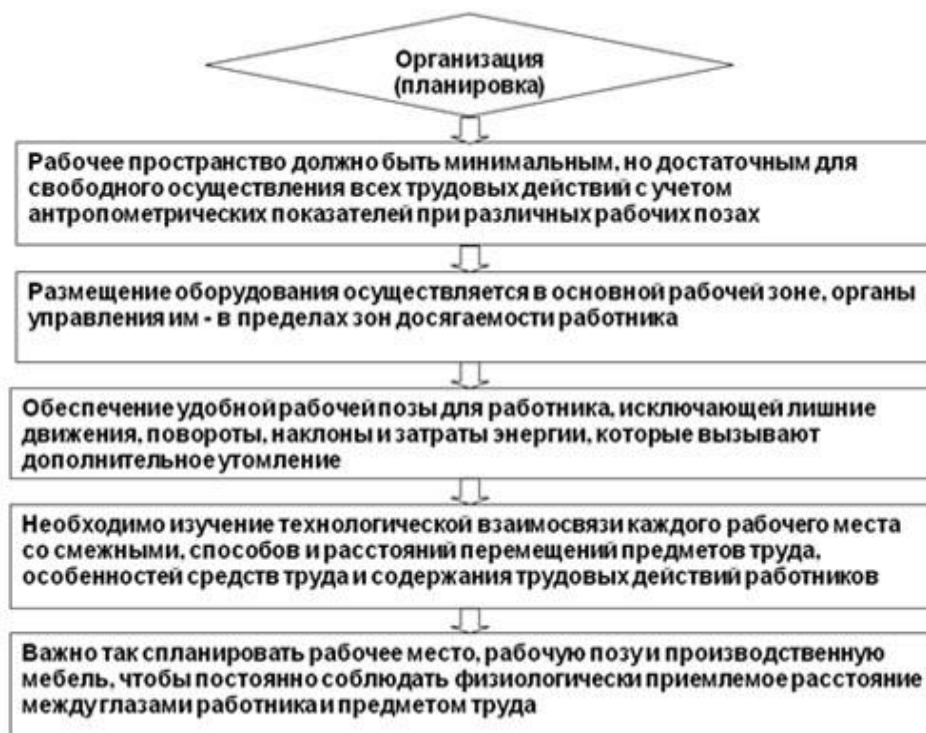 Организация
(планировка)
Рабочее пространство должно быть минимальным, но достаточным для
свободного осуществления всех трудовых действий с учетом
антропометрических показателей при различных рабочих позах
Размещение оборудования осуществляется в основной рабочей зоне, органы
управления им - в пределах зон досягаемости работника
Обеспечение удобной рабочей позы для работника, исключающей лишние
движения, повороты, наклоны и затраты энергии, которые вызывают
дополнительное утомление
Необходимо изучение технологической взаимосвязи каждого рабочего места
со смежными, способов и расстояний перемещений предметов труда,
особенностей средств труда и содержания трудовых действий работников
Важно так спланировать рабочее место, рабочую позу и производственную
мебель, чтобы постоянно соблюдать физиологически приемлемое расстояние
между глазами работника и предметом труда